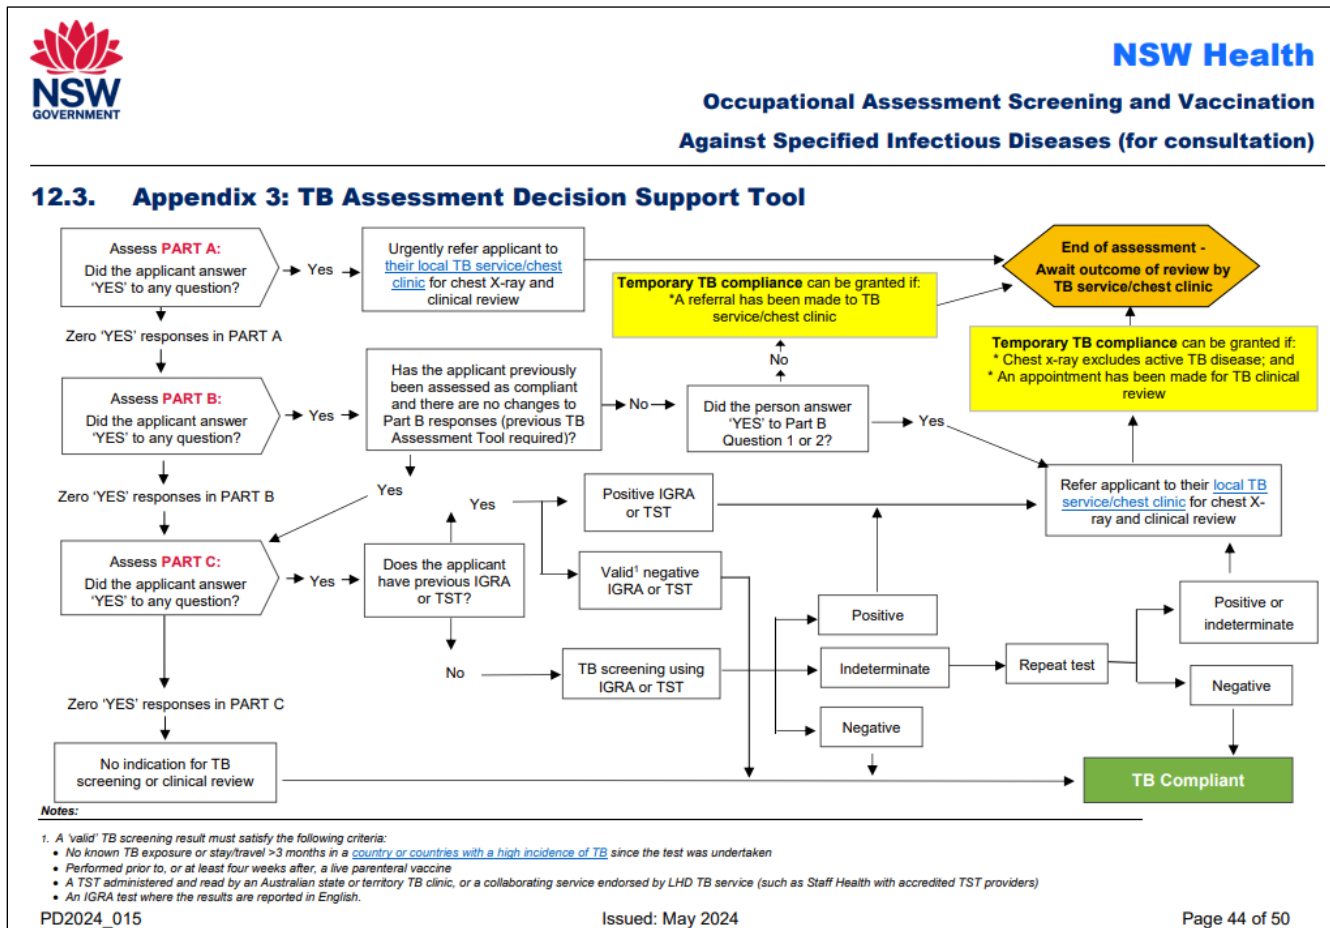 NSW
GOVERNMENT
NSW Health
Occupational Assessment Screening and Vaccination
Against Specified Infectious Diseases (for consultation)
12.3. Appendix 3: TB Assessment Decision Support Tool
Assess PART A:
Did the applicant answer
‘YES’ to any question?
Yes
Urgently refer applicant to
their local TB service/chest
clinic for chest X-ray and
clinical review
End of assessment -
Await outcome of review by
TB service/chest clinic
Temporary TB compliance can be granted if:
*A referral has been made to TB
service/chest clinic
Zero ‘YES’ responses in PART A
Temporary TB compliance can be granted if:
* Chest x-ray excludes active TB disease; and
* An appointment has been made for TB clinical
review
No
Assess PART B:
Did the applicant answer
‘YES’ to any question?
Yes
Has the applicant previously
been assessed as compliant
and there are no changes to
Part B responses (previous TB
Assessment Tool required)?
No
Did the person answer
‘YES’ to Part B
Question 1 or 2?
Yes
Zero ‘YES’ responses in PART B
Yes
Yes
Positive IGRA
or TST
Refer applicant to their local TB
service/chest clinic for chest X-
ray and clinical review
Assess PART C:
Did the applicant answer
‘YES’ to any question?
Yes
Does the applicant
have previous IGRA
or TST?
Valid¹ negative
IGRA or TST
Positive
Positive or
indeterminate
No
TB screening using
IGRA or TST
Indeterminate
Repeat test
Negative
Zero ‘YES’ responses in PART C
Negative
No indication for TB
screening or clinical review
TB Compliant
Notes:
1. A ‘valid’ TB screening result must satisfy the following criteria:
• No known TB exposure or stay/travel >3 months in a country or countries with a high incidence of TB since the test was undertaken
• Performed prior to, or at least four weeks after, a live parenteral vaccine
• A TST administered and read by an Australian state or territory TB clinic, or a collaborating service endorsed by LHD TB service (such as Staff Health with accredited TST providers)
• An IGRA test where the results are reported in English.
PD2024_015 Issued: May 2024 Page 44 of 50